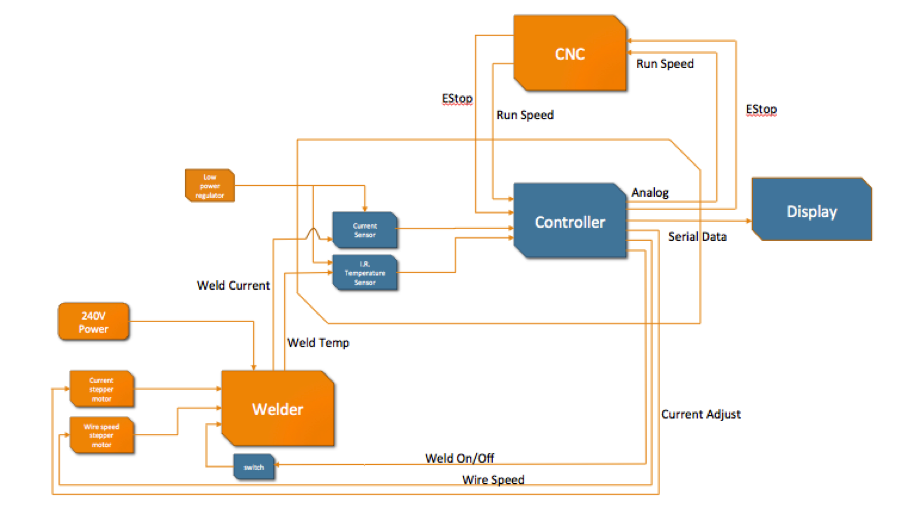 CNC
Run Speed
EStop
EStop
Run Speed
Low
power
regulator
Analog
Display
Controller
Current
Sensor
Serial Data
I.R.
Temperature
Sensor
Weld Current
240V
Power
Weld Temp
Current
stepper
motor
Welder
Current Adjust
Wire speed
stepper
motor
Weld On/Off
switch
Wire Speed